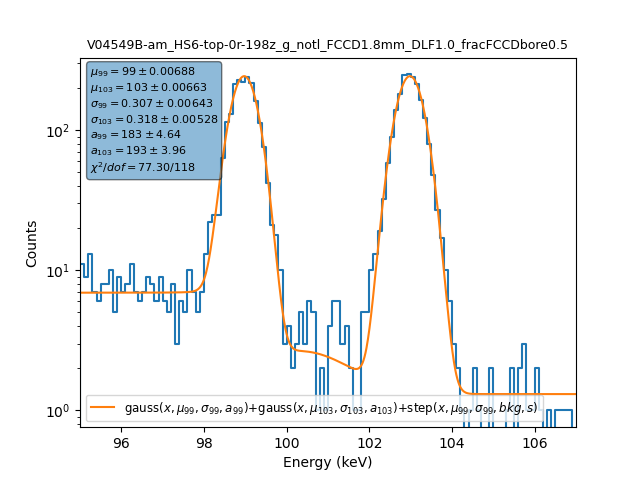 V04549B-am_HS6-top-0r-198z_g_notl_FCCD1.8mm_DLF1.0_fracFCCDbore0.5
μ₉₉ = 99 ± 0.00688
μ₁₀₃ = 103 ± 0.00663
σ₉₉ = 0.307 ± 0.00643
σ₁₀₃ = 0.318 ± 0.00528
a₉₉ = 183 ± 4.64
a₁₀₃ = 193 ± 3.96
χ²/dof = 77.30/118
10²
10¹
10⁰
Counts
gauss(x, μ₉₉, σ₉₉, a₉₉)+gauss(x, μ₁₀₃, σ₁₀₃, a₁₀₃)+step(x, μ₉₉, σ₉₉, bkg, s)
96 98 100 102 104 106
Energy (keV)